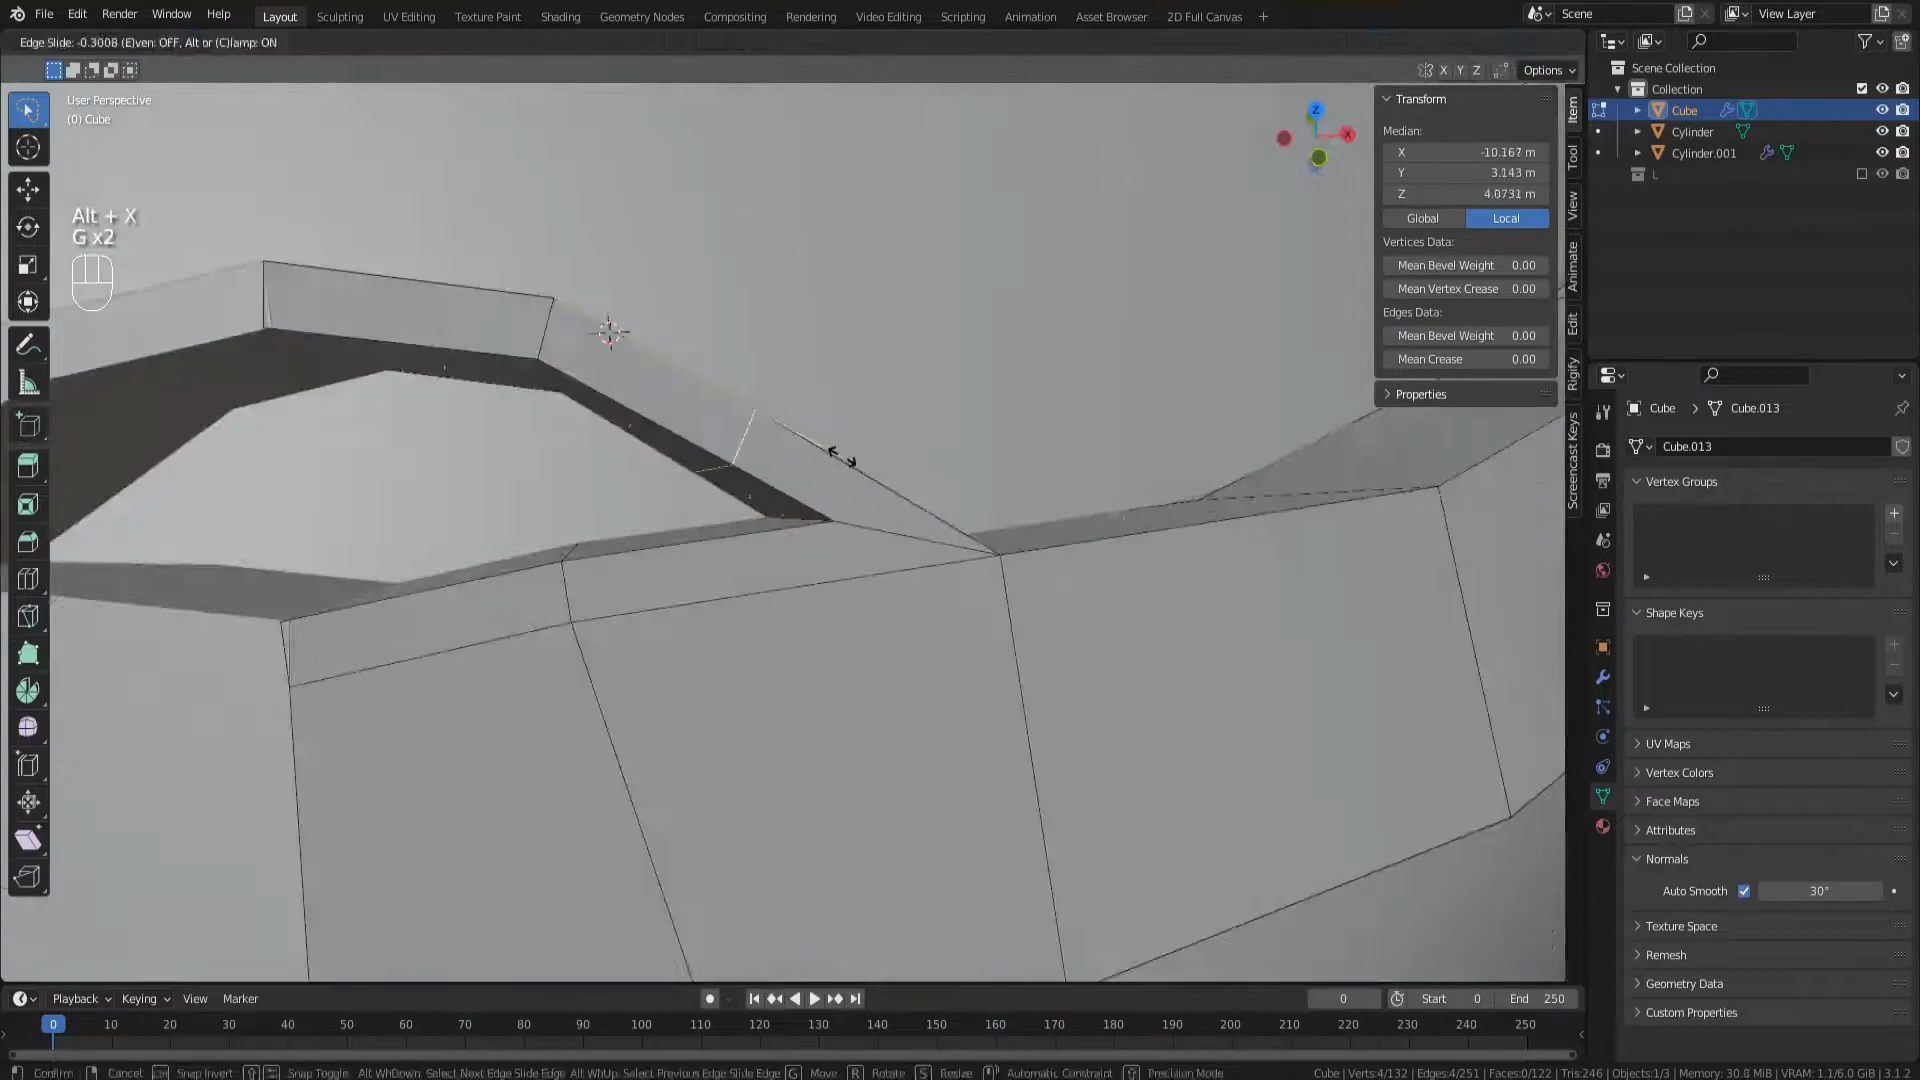 File Edit Render Window Help Layout Sculpting UV Editing Texture Paint Shading Geometry Nodes Compositing Rendering Video Editing Scripting Animation Asset Browser 2D Full Canvas + Scene View Layer
Edge Slide: -0.3008 (E)ven: OFF, Alt or (C)lamp: ON
X Y Z Options
User Perspective
(0) Cube
Alt + X
G x2
Z
X
Transform
Median:
X -10.167 m
Y 3.143 m
Z 4.0731 m
Global Local
Vertices Data:
Mean Bevel Weight 0.00
Mean Vertex Crease 0.00
Edges Data:
Mean Bevel Weight 0.00
Mean Crease 0.00
Properties
Item
Tool
View
Animate
Edit
Rigify
Screencast Keys
Scene Collection
Collection
Cube
Cylinder
Cylinder.001
L
Cube Cube.013
Cube.013
Vertex Groups
Shape Keys
UV Maps
Vertex Colors
Face Maps
Attributes
Normals
Auto Smooth 30°
Texture Space
Remesh
Geometry Data
Custom Properties
Playback Keying View Marker 0 Start 0 End 250
0 10 20 30 40 50 60 70 80 90 100 110 120 130 140 150 160 170 180 190 200 210 220 230 240 250
Confirm Cancel Snap Invert Snap Toggle Alt WhDown, Select Next Edge Slide Edge Alt WhUp, Select Previous Edge Slide Edge G Move R Rotate S Resize Automatic Constraint Precision Mode Cube | Verts:4/132 | Edges:4/251 | Faces:0/122 | Tris:246 | Objects:1/3 | Memory: 30.8 MiB | VRAM: 1.1/6.0 GiB | 3.1.2